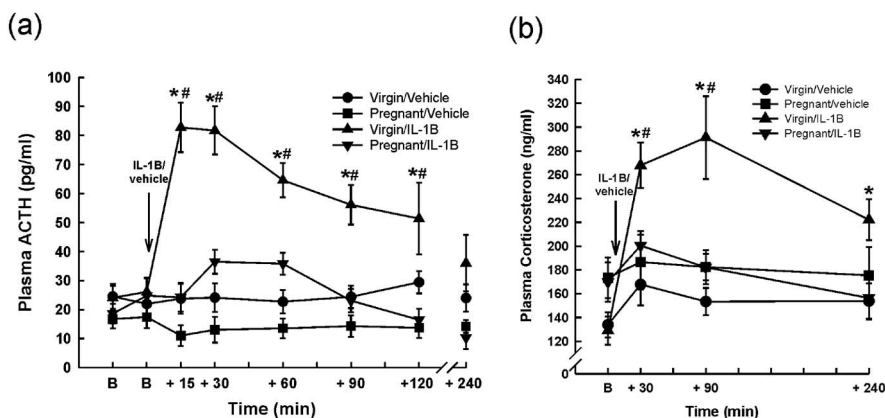 (a)
100
90
80
70
60
50
40
30
20
10
0
Plasma ACTH (pg/ml)
IL-1B/
vehicle
*#
*#
*#
*#
*#
Virgin/Vehicle
Pregnant/Vehicle
Virgin/IL-1B
Pregnant/IL-1B
B B + 15 + 30 + 60 + 90 +120 + 240
Time (min)
(b)
340
320
300
280
260
240
220
200
180
160
140
120
100
0
Plasma Corticosterone (ng/ml)
IL-1B/
vehicle
*#
*#
*
Virgin/Vehicle
Pregnant/vehicle
Virgin/IL-1B
Pregnant/IL-1B
B + 30 + 90 + 240
Time (min)